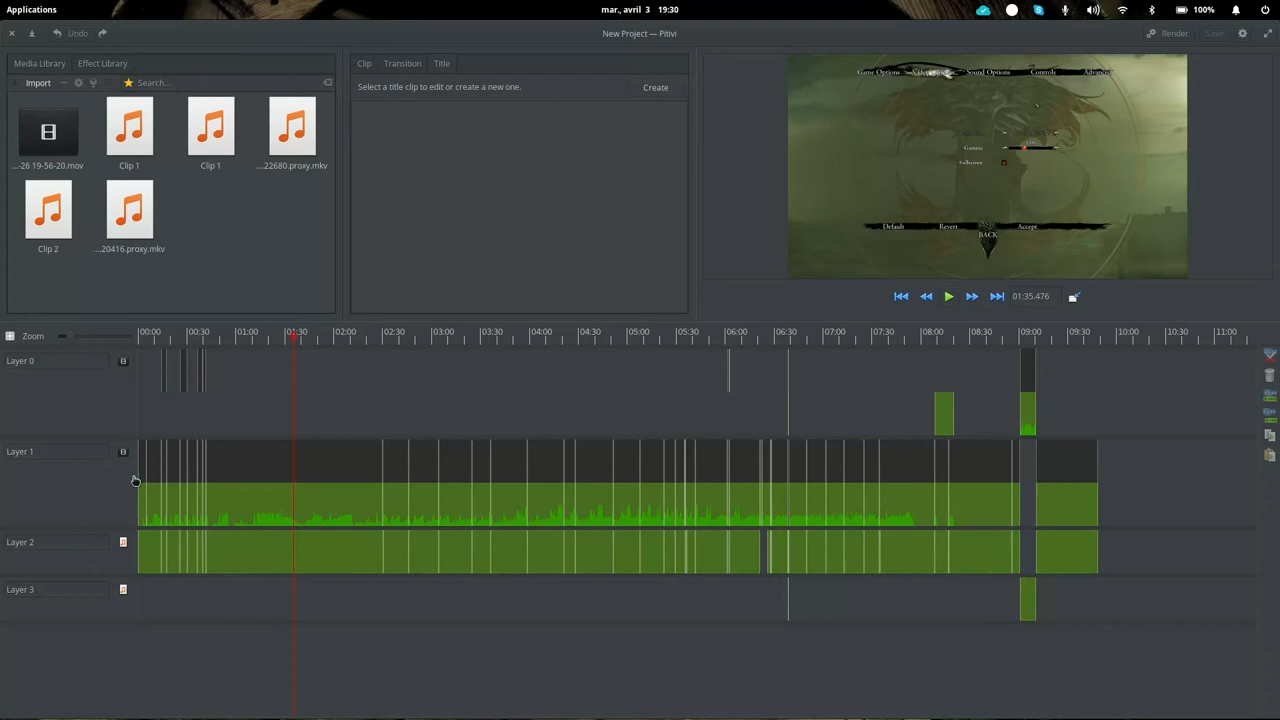 Applications
mar., avril 3 19:30
100%
Undo
New Project — Pitivi
Render
Save
Media Library
Effect Library
Clip
Transition
Title
Import
Search...
Select a title clip to edit or create a new one.
Create
...-26 19-56-20.mov
Clip 1
Clip 1
...22680.proxy.mkv
Clip 2
...20416.proxy.mkv
Game Options
Sound Options
Controls
Advanced
Gamma
Fullscreen
Default
Revert
Accept
BACK
01:35.476
Zoom
00:00
00:30
01:00
01:30
02:00
02:30
03:00
03:30
04:00
04:30
05:00
05:30
06:00
06:30
07:00
07:30
08:00
08:30
09:00
09:30
10:00
10:30
11:00
Layer 0
Layer 1
Layer 2
Layer 3